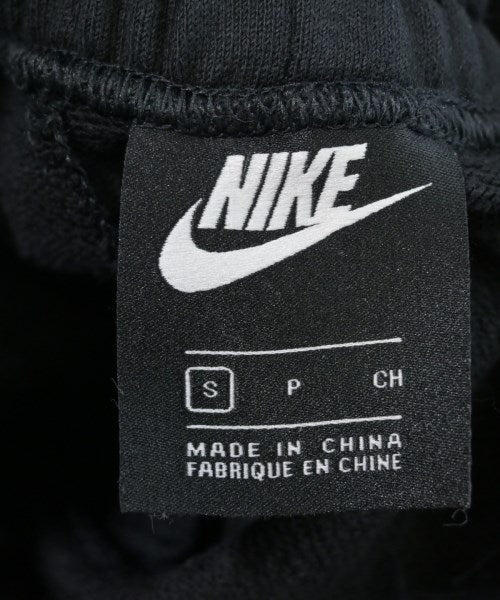 NIKE
S P CH
MADE IN CHINA
FABRIQUE EN CHINE